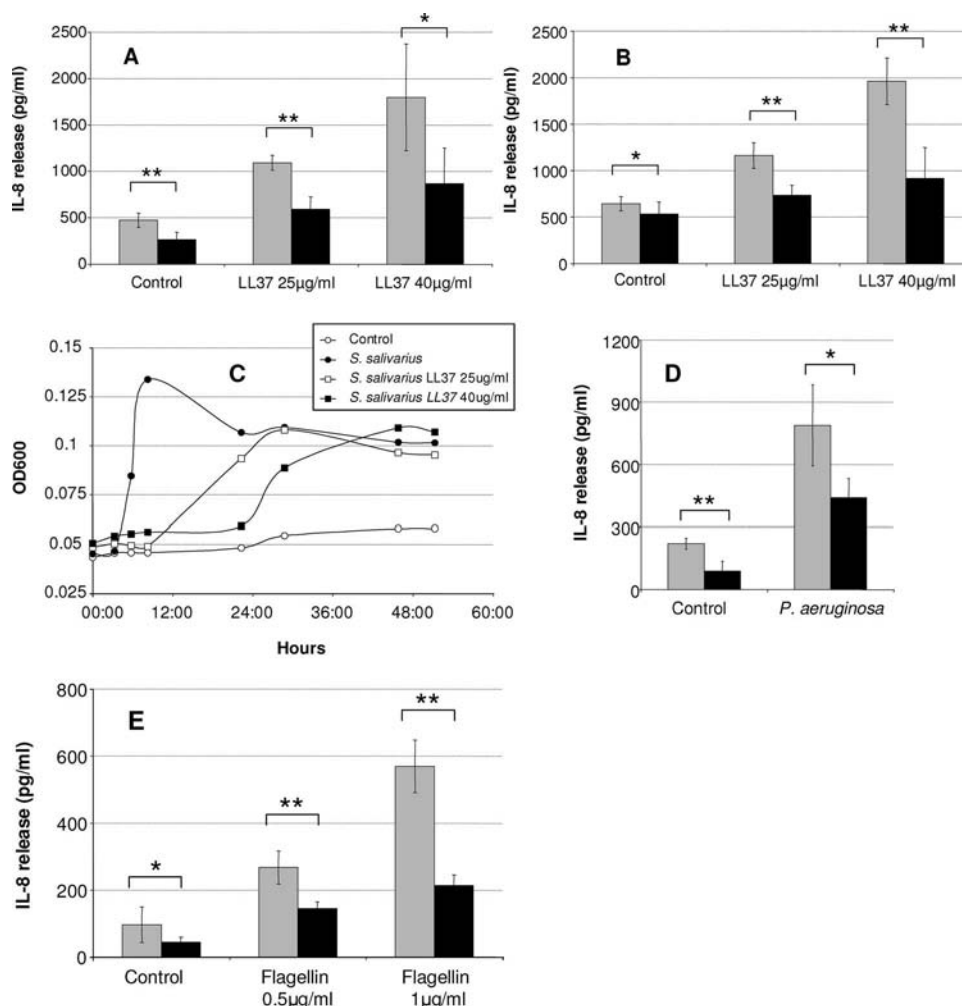 A
IL-8 release (pg/ml)
2500
2000
1500
1000
500
0
**
**
*
Control
LL37 25µg/ml
LL37 40µg/ml
B
IL-8 release (pg/ml)
2500
2000
1500
1000
500
0
*
**
**
Control
LL37 25µg/ml
LL37 40µg/ml
C
OD600
0.15
0.125
0.1
0.075
0.05
0.025
Control
S. salivarius
S. salivarius LL37 25ug/ml
S. salivarius LL37 40ug/ml
00:00 12:00 24:00 36:00 48:00 60:00
Hours
D
IL-8 release (pg/ml)
1200
900
600
300
0
**
*
Control
P. aeruginosa
E
IL-8 release (pg/ml)
800
600
400
200
0
*
**
**
Control
Flagellin
0.5µg/ml
Flagellin
1µg/ml